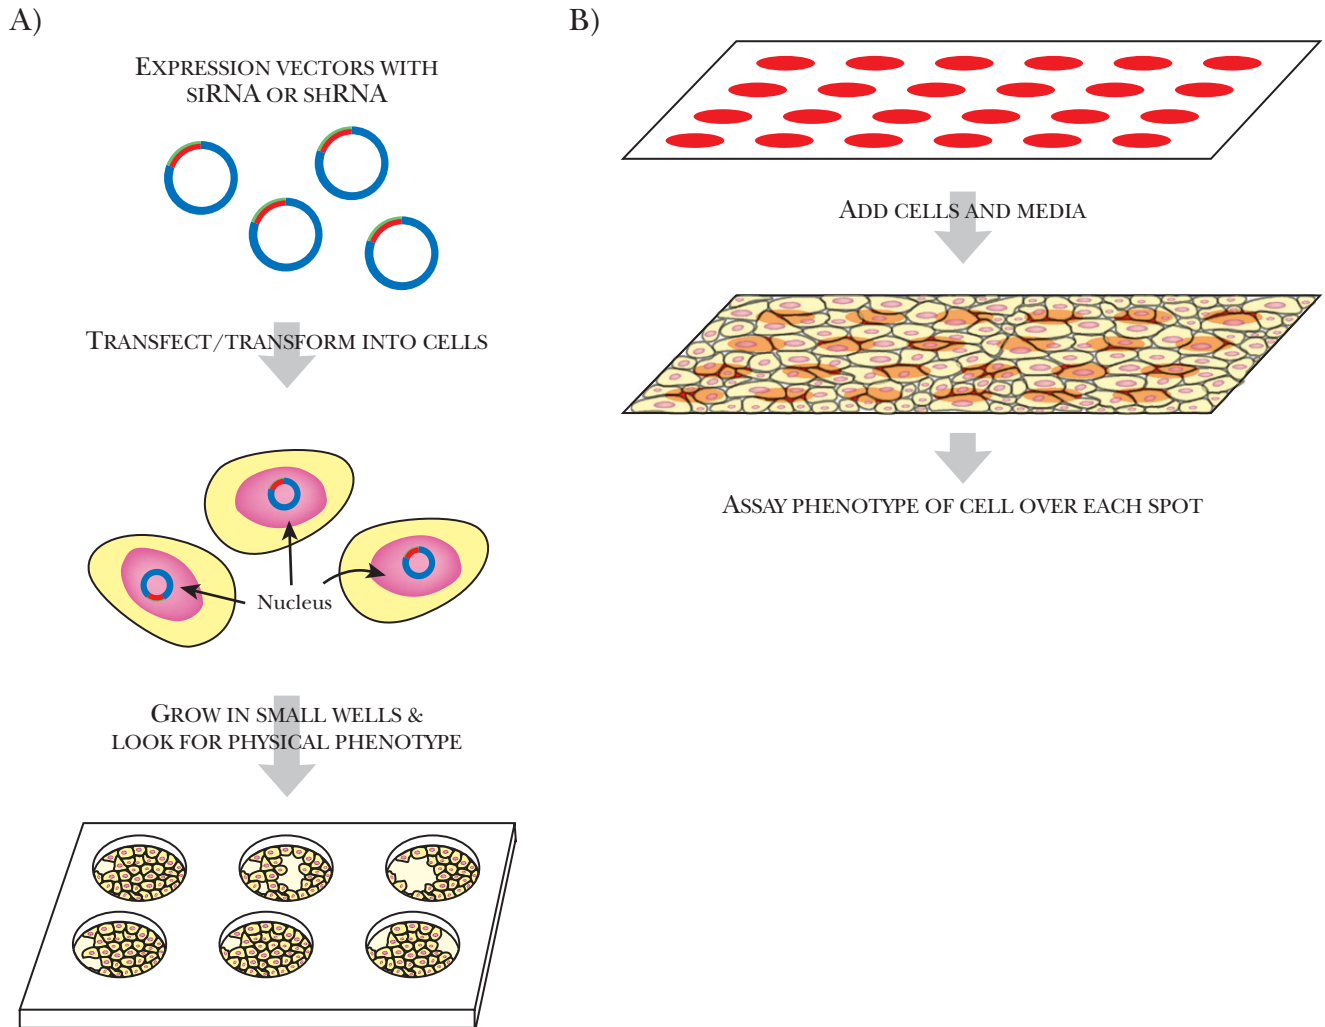 A)
EXPRESSION VECTORS WITH
siRNA OR shRNA
TRANSFECT/TRANSFORM INTO CELLS
Nucleus
GROW IN SMALL WELLS &
LOOK FOR PHYSICAL PHENOTYPE
B)
ADD CELLS AND MEDIA
ASSAY PHENOTYPE OF CELL OVER EACH SPOT